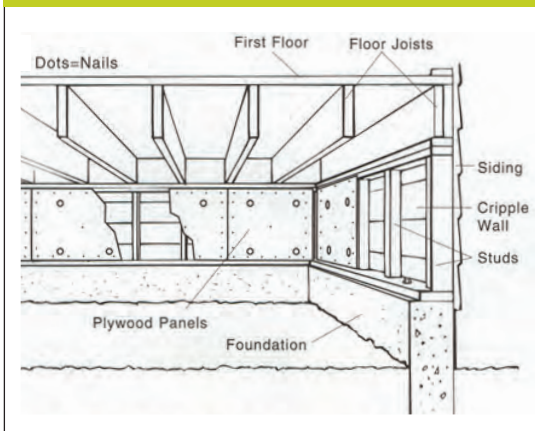 First Floor
Floor Joists
Dots=Nails
Siding
Cripple
Wall
Studs
Plywood Panels
Foundation